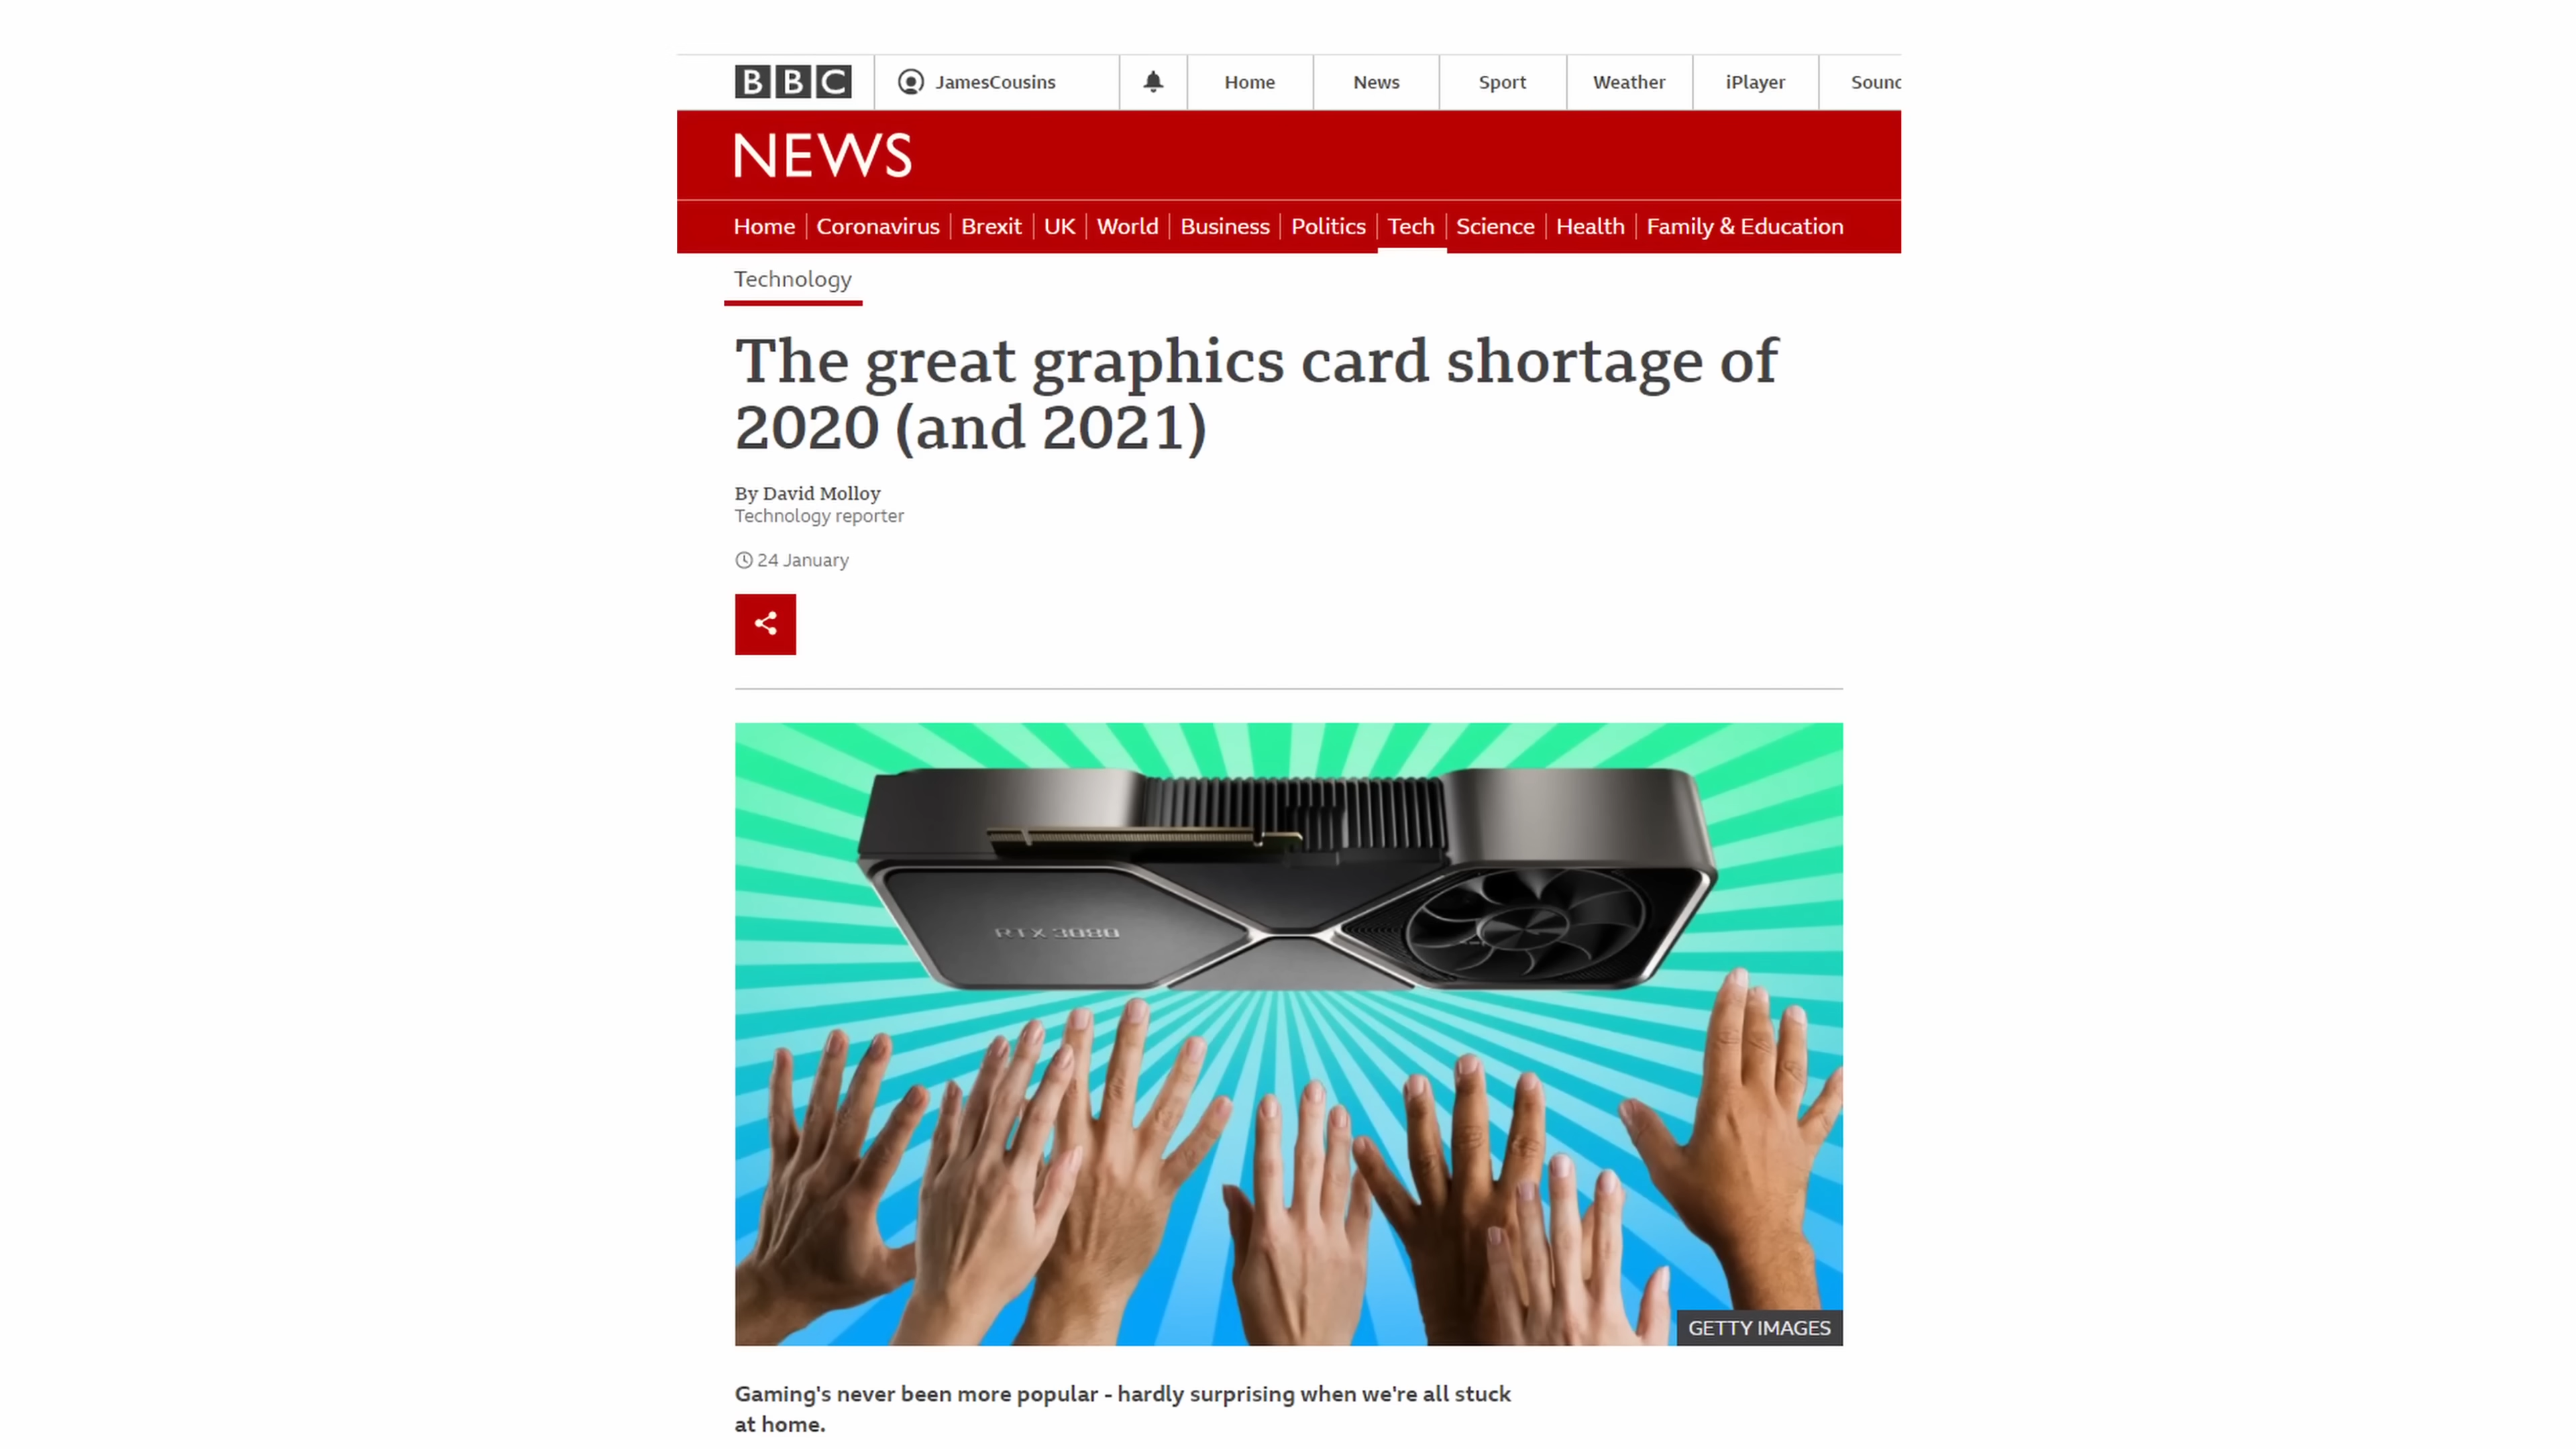 BBC JamesCousins Home News Sport Weather iPlayer Sound
NEWS
Home Coronavirus Brexit UK World Business Politics Tech Science Health Family & Education
Technology
The great graphics card shortage of
2020 (and 2021)
By David Molloy
Technology reporter
24 January
RTX 3080
GETTY IMAGES
Gaming's never been more popular - hardly surprising when we're all stuck
at home.